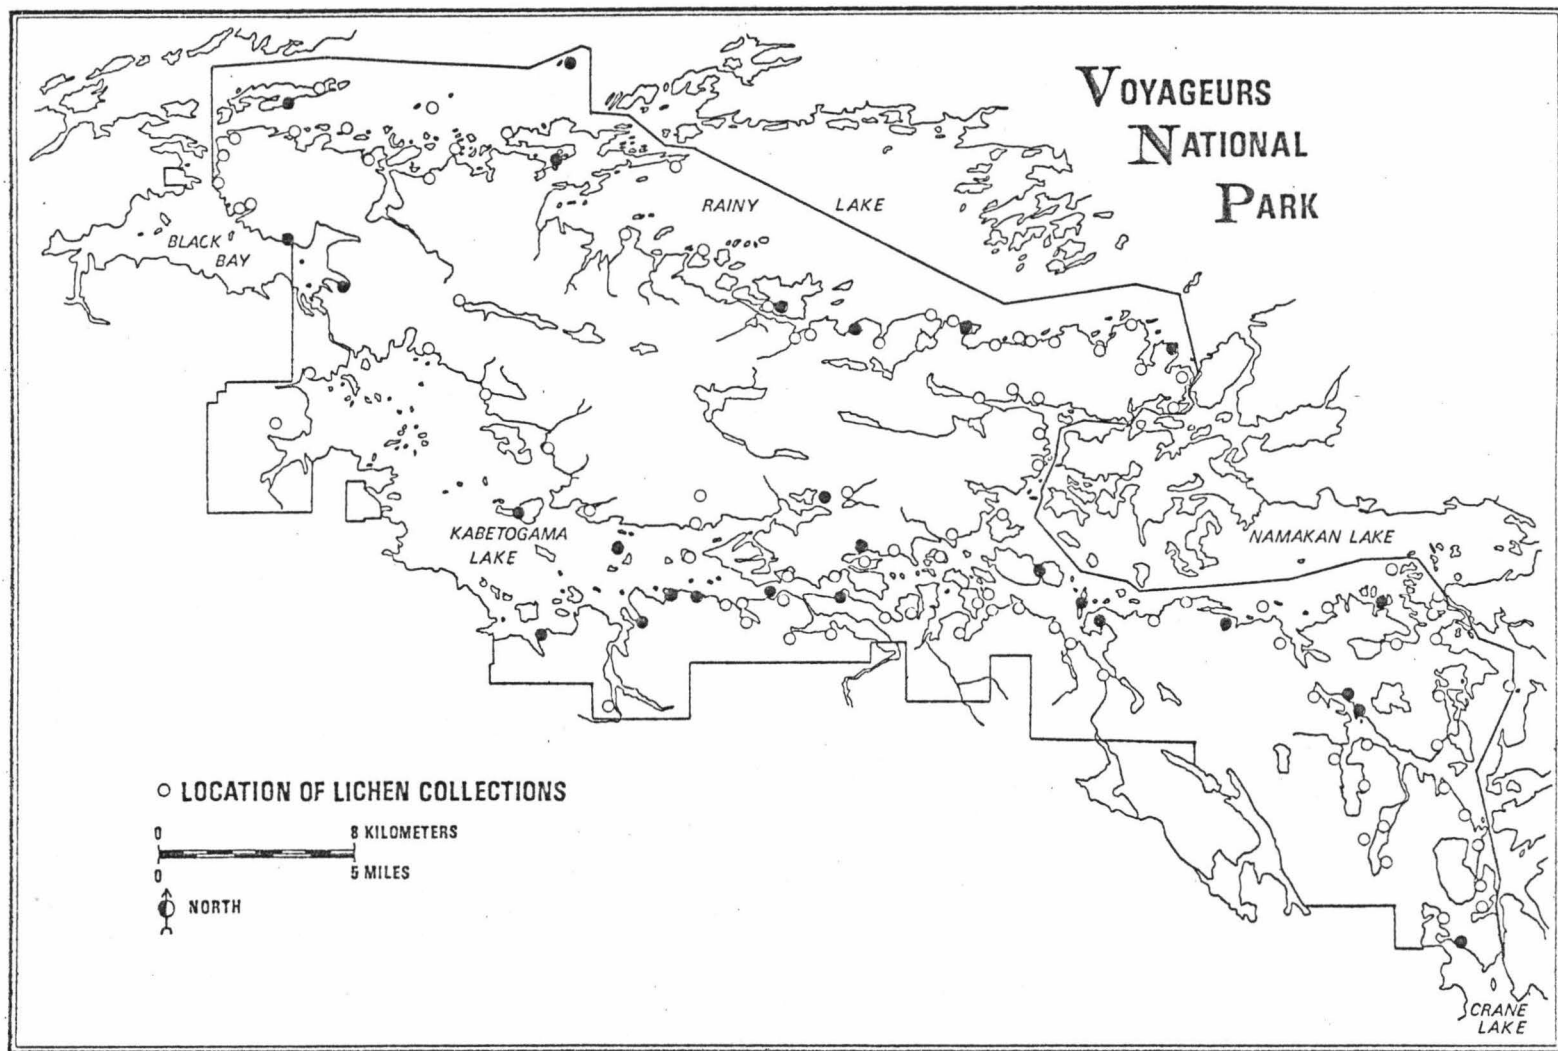 VOYAGEURS
NATIONAL
PARK
RAINY LAKE
BLACK
BAY
KABETOGAMA
LAKE
NAMAKAN LAKE
LOCATION OF LICHEN COLLECTIONS
0 8 KILOMETERS
0 5 MILES
NORTH
CRANE
LAKE